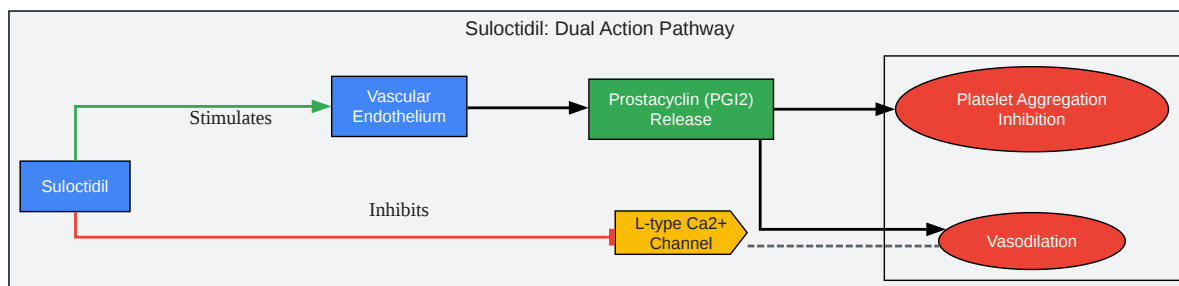 Suloctidil: Dual Action Pathway
Vascular
Endothelium
Prostacyclin (PGI2)
Release
Platelet Aggregation
Inhibition
Stimulates
Suloctidil
Inhibits
L-type Ca2+
Channel
Vasodilation